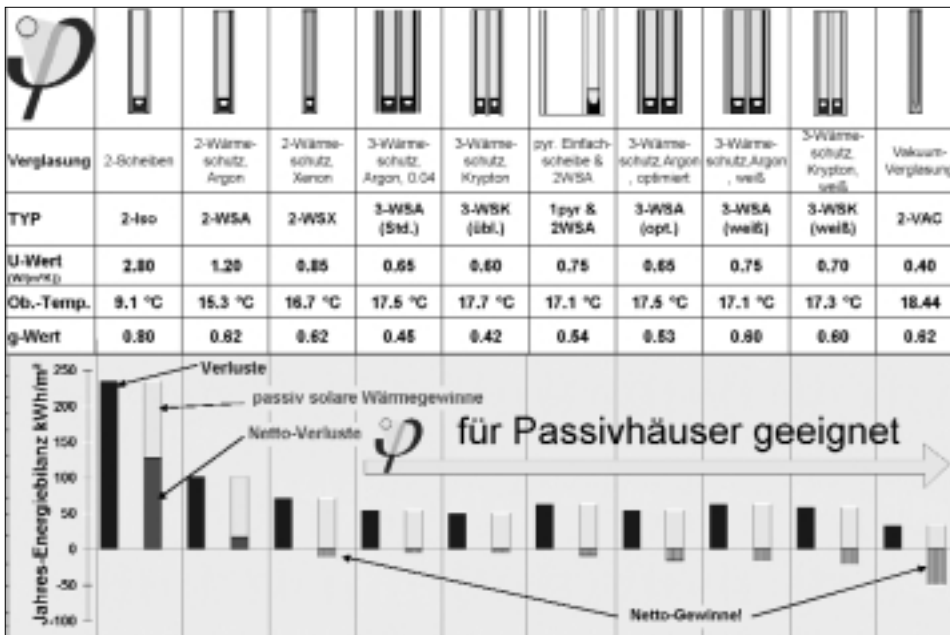 Verglasung 2-Scheiben 2-Wärme-schutz, Argon 2-Wärme-schutz, Xenon 3-Wärme-schutz, Argon, 0.04 3-Wärme-schutz, Krypton pyr. Einfach-scheibe & 2WSA 3-Wärme-schutz,Argon , optimiert 3-Wärme-schutz,Argon , weiß 3-Wärme-schutz, Krypton, weiß Vakuum-Verglasung
TYP 2-Iso 2-WSA 2-WSX 3-WSA (Std.) 3-WSK (übl.) 1pyr & 2WSA 3-WSA (opt.) 3-WSA (weiß) 3-WSK (weiß) 2-VAC
U-Wert (W/(m²K)) 2.80 1.20 0.85 0.65 0.60 0.75 0.65 0.75 0.70 0.40
Ob.-Temp. 9.1 °C 15.3 °C 16.7 °C 17.5 °C 17.7 °C 17.1 °C 17.5 °C 17.1 °C 17.3 °C 18.44
g-Wert 0.80 0.62 0.62 0.45 0.42 0.54 0.53 0.60 0.60 0.62
Jahres-Energiebilanz kWh/m²
250
200
150
100
50
0
-50
-100
Verluste
passiv solare Wärmegewinne
Netto-Verluste
für Passivhäuser geeignet
Netto-Gewinne!